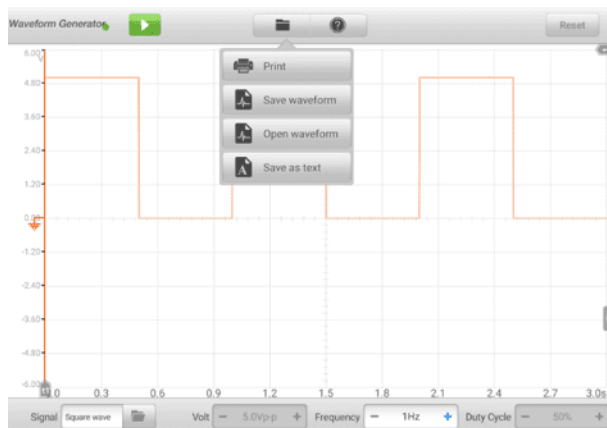 Waveform Generator
Reset
Print
Save waveform
Open waveform
Save as text
6.00
V
4.80
3.60
2.40
1.20
0.00
-1.20
-2.40
-3.60
-4.80
-6.00
0.3 0.6 0.9 1.2 1.5 1.8 2.1 2.4 2.7 3.0s
Signal Square wave Volt − 5.0Vp-p + Frequency − 1Hz + Duty Cycle − 50% +